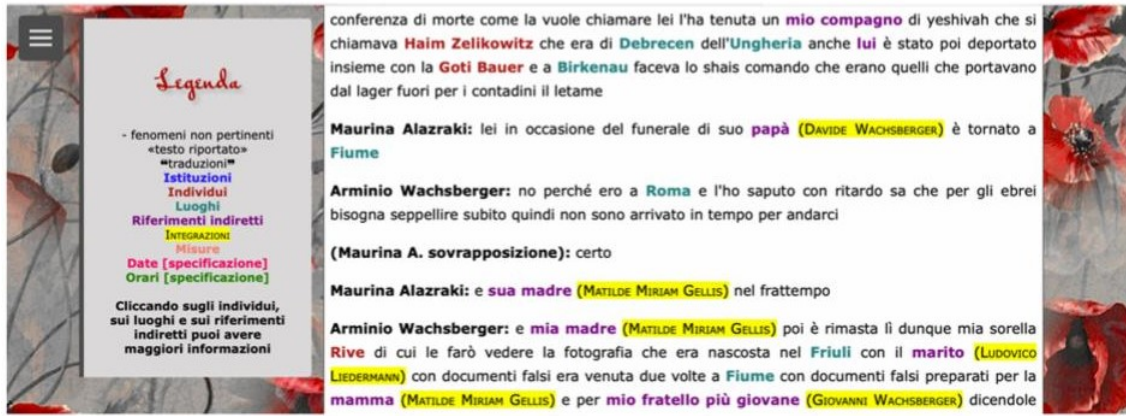 Legenda
- fenomeni non pertinenti
«testo riportato»
❝traduzioni❞
Istituzioni
Individui
Luoghi
Riferimenti indiretti
Integrazioni
Misure
Date [specificazione]
Orari [specificazione]
Cliccando sugli individui,
sui luoghi e sui riferimenti
indiretti puoi avere
maggiori informazioni
conferenza di morte come la vuole chiamare lei l'ha tenuta un mio compagno di yeshivah che si
chiamava Haim Zelikowitz che era di Debrecen dell'Ungheria anche lui è stato poi deportato
insieme con la Goti Bauer e a Birkenau faceva lo shais comando che erano quelli che portavano
dal lager fuori per i contadini il letame
Maurina Alazraki: lei in occasione del funerale di suo papà (Davide Wachsberger) è tornato a
Fiume
Arminio Wachsberger: no perché ero a Roma e l'ho saputo con ritardo sa che per gli ebrei
bisogna seppellire subito quindi non sono arrivato in tempo per andarci
(Maurina A. sovrapposizione): certo
Maurina Alazraki: e sua madre (Matilde Miriam Gellis) nel frattempo
Arminio Wachsberger: e mia madre (Matilde Miriam Gellis) poi è rimasta lì dunque mia sorella
Rive di cui le farò vedere la fotografia che era nascosta nel Friuli con il marito (Ludovico
Liedermann) con documenti falsi era venuta due volte a Fiume con documenti falsi preparati per la
mamma (Matilde Miriam Gellis) e per mio fratello più giovane (Giovanni Wachsberger) dicendole